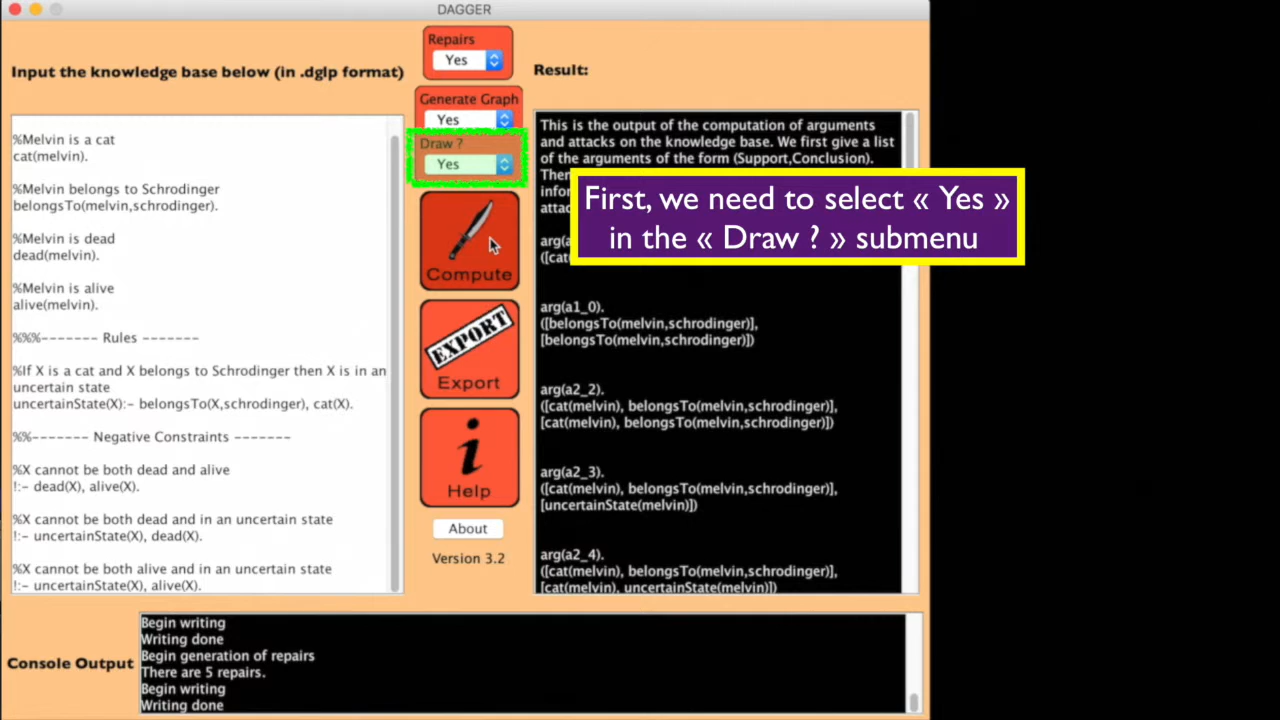 DAGGER
Input the knowledge base below (in .dglp format)
%Melvin is a cat
cat(melvin).
%Melvin belongs to Schrodinger
belongsTo(melvin,schrodinger).
%Melvin is dead
dead(melvin).
%Melvin is alive
alive(melvin).
%%%------- Rules -------
%If X is a cat and X belongs to Schrodinger then X is in an
uncertain state
uncertainState(X):- belongsTo(X,schrodinger), cat(X).
%%------- Negative Constraints -------
%X cannot be both dead and alive
!:- dead(X), alive(X).
%X cannot be both dead and in an uncertain state
!:- uncertainState(X), dead(X).
%X cannot be both alive and in an uncertain state
!:- uncertainState(X), alive(X).
Repairs
Yes
Generate Graph
Yes
Draw ?
Yes
Compute
EXPORT
Export
i
Help
About
Version 3.2
Result:
This is the output of the computation of arguments
and attacks on the knowledge base. We first give a list
of the arguments of the form (Support,Conclusion).
First, we need to select « Yes »
in the « Draw ? » submenu
arg(a1_0).
([belongsTo(melvin,schrodinger)],
[belongsTo(melvin,schrodinger)])
arg(a2_2).
([cat(melvin), belongsTo(melvin,schrodinger)],
[cat(melvin), belongsTo(melvin,schrodinger)])
arg(a2_3).
([cat(melvin), belongsTo(melvin,schrodinger)],
[uncertainState(melvin)])
arg(a2_4).
([cat(melvin), belongsTo(melvin,schrodinger)],
[cat(melvin), uncertainState(melvin)])
Console Output
Begin writing
Writing done
Begin generation of repairs
There are 5 repairs.
Begin writing
Writing done